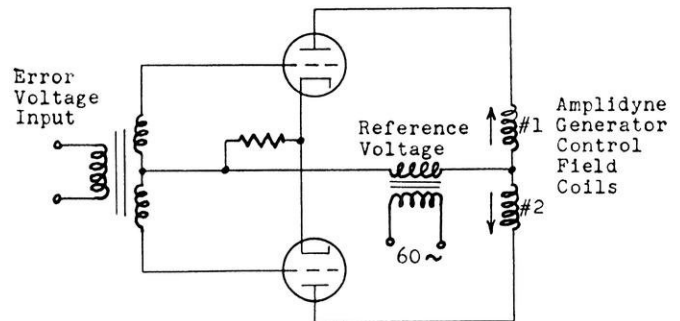 Error
Voltage
Input
Reference
Voltage
60~
#1
#2
Amplidyne
Generator
Control
Field
Coils